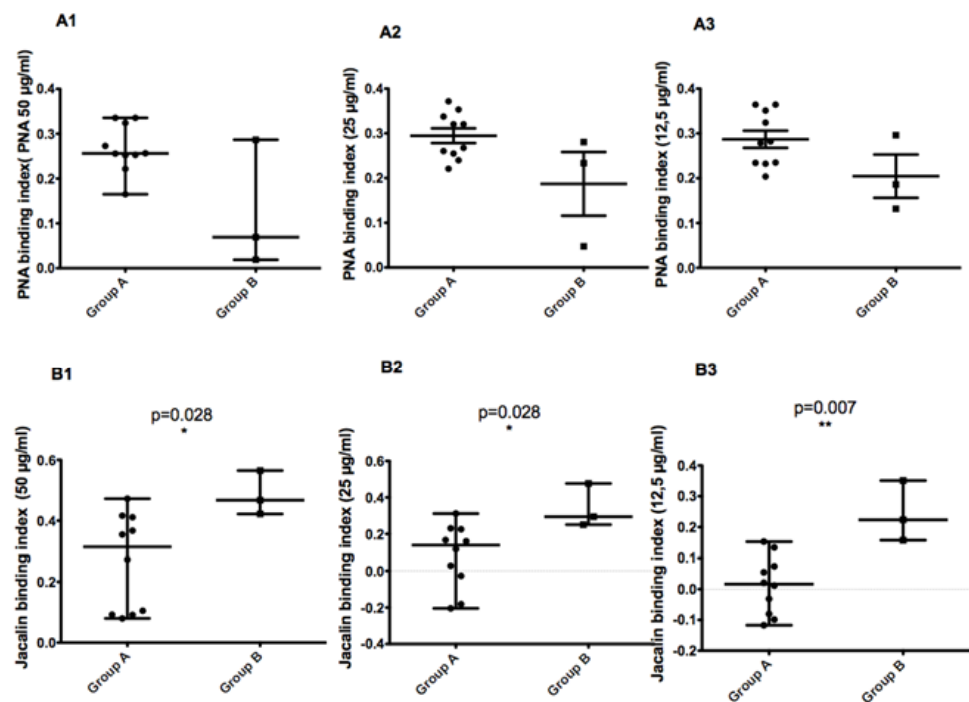 A1
PNA binding index( PNA 50 µg/ml)
0.4
0.3
0.2
0.1
0.0
Group A
Group B
A2
PNA binding index (25 µg/ml)
0.4
0.3
0.2
0.1
0.0
Group A
Group B
A3
PNA binding index (12,5 µg/ml)
0.4
0.3
0.2
0.1
0.0
Group A
Group B
B1
p=0.028
*
Jacalin binding index (50 µg/ml)
0.6
0.4
0.2
0.0
Group A
Group B
B2
p=0.028
*
Jacalin binding index (25 µg/ml)
0.6
0.4
0.2
0.0
-0.2
-0.4
Group A
Group B
B3
p=0.007
**
Jacalin binding index (12,5 µg/ml)
0.4
0.3
0.2
0.1
0.0
-0.1
-0.2
Group A
Group B